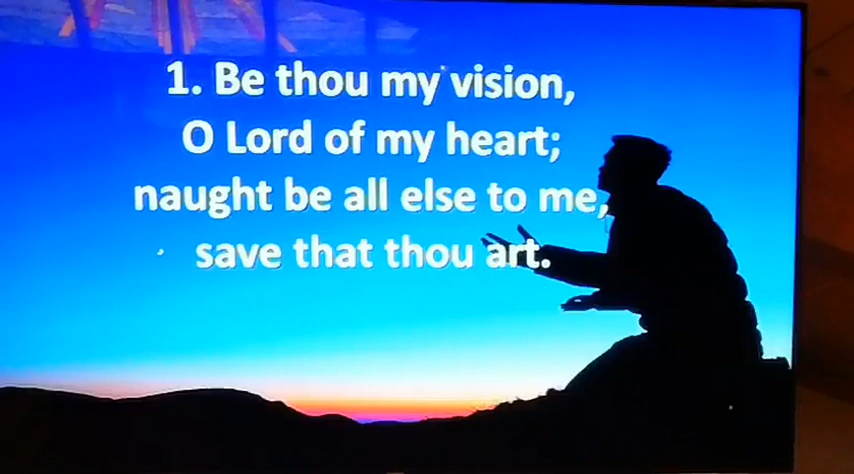 1. Be thou my vision,
O Lord of my heart;
naught be all else to me,
save that thou art.